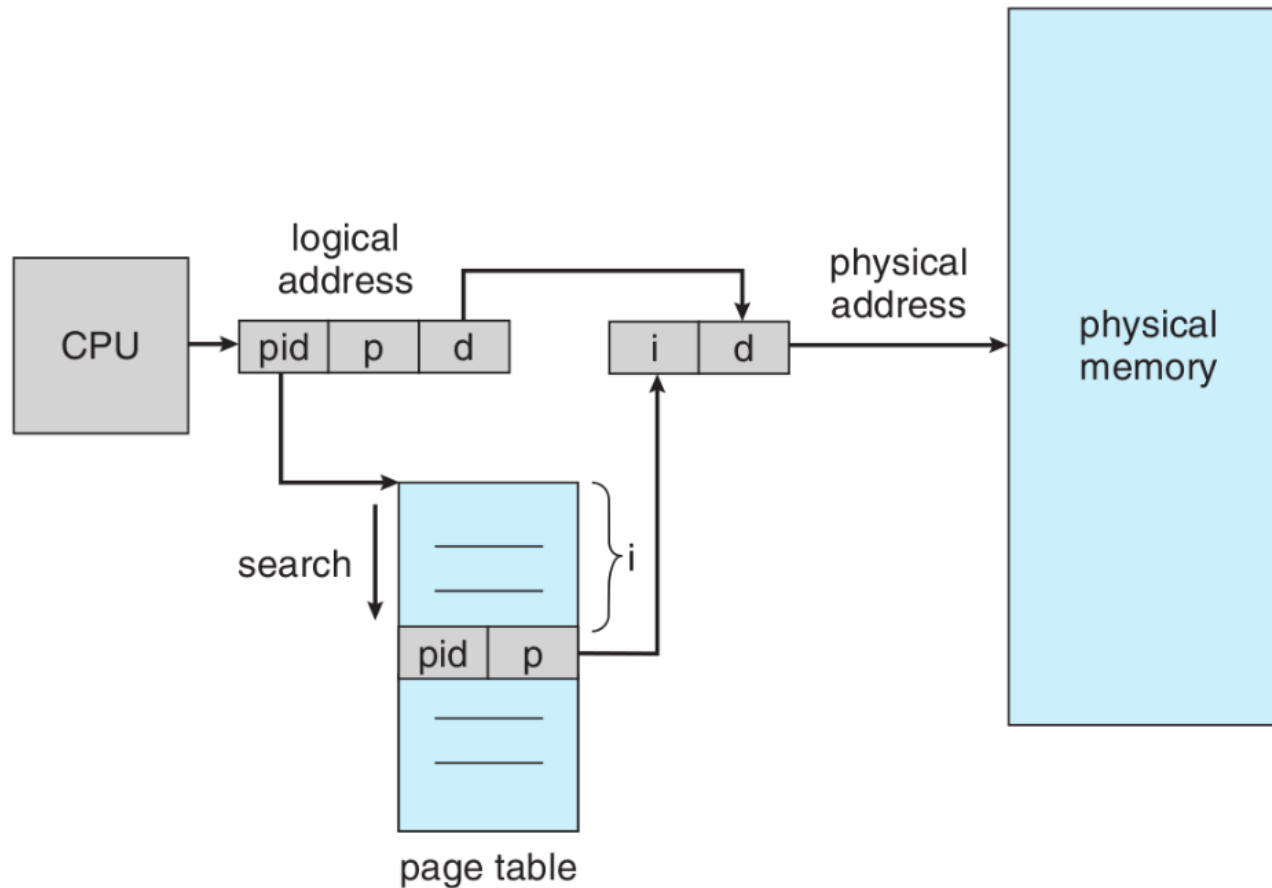 CPU
logical
address
pid p d
i d
physical
address
physical
memory
search
i
pid p
page table